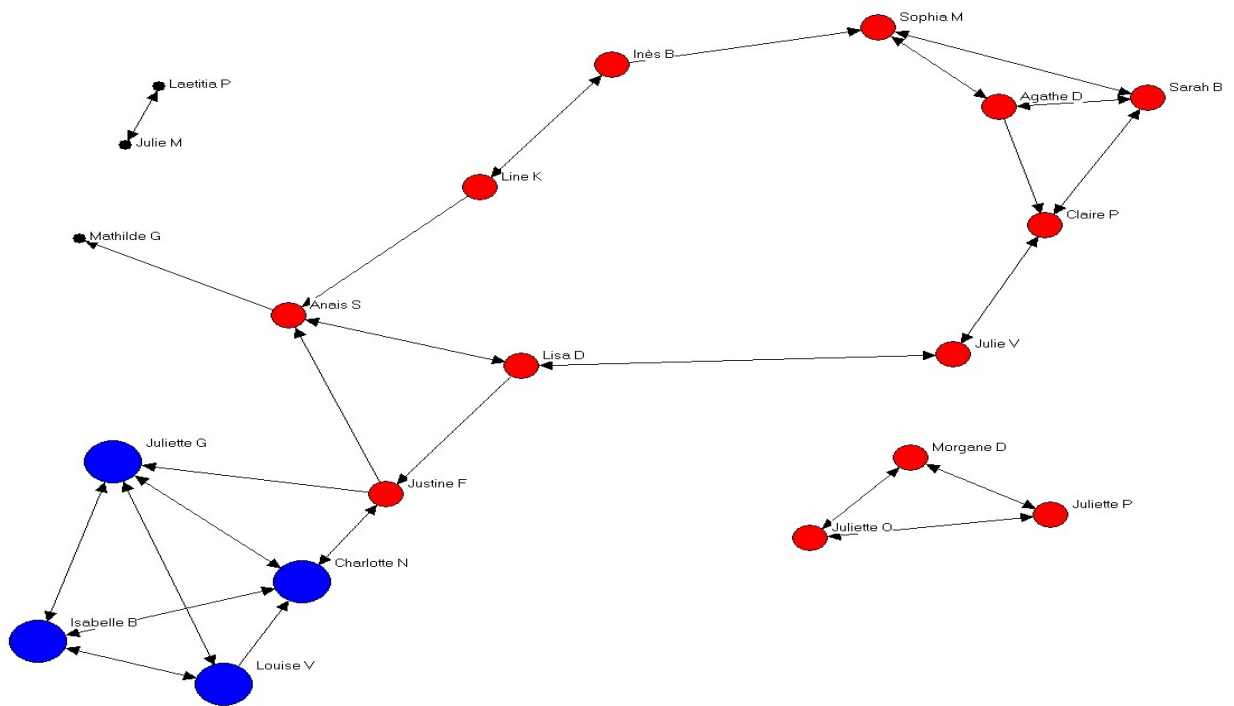 Sophia M
Inès B
Laetitia P
Agathe D
Sarah B
Julie M
Line K
Claire P
Mathilde G
Anais S
Julie V
Lisa D
Juliette G
Morgane D
Justine F
Juliette P
Juliette O
Charlotte N
Isabelle B
Louise V